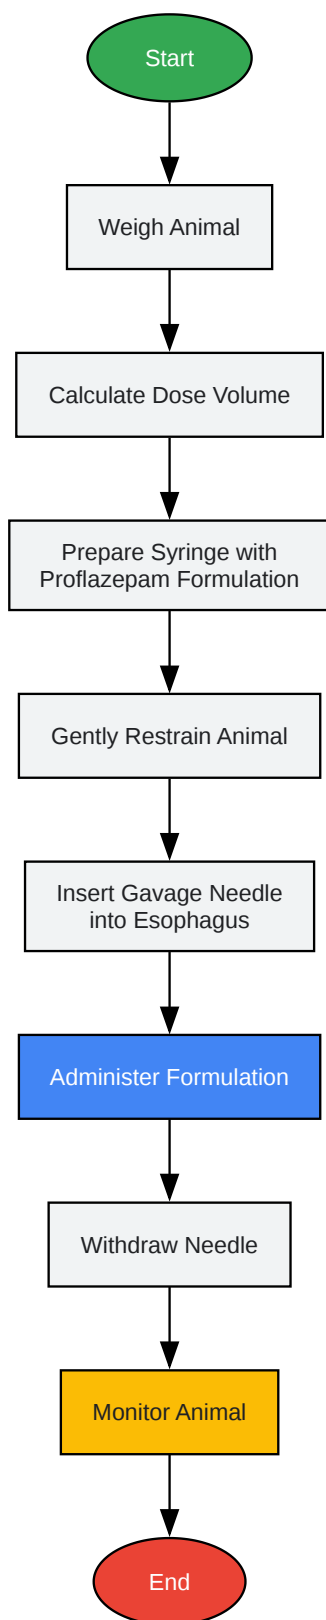 Start
Weigh Animal
Calculate Dose Volume
Prepare Syringe with
Proflazepam Formulation
Gently Restrain Animal
Insert Gavage Needle
into Esophagus
Administer Formulation
Withdraw Needle
Monitor Animal
End